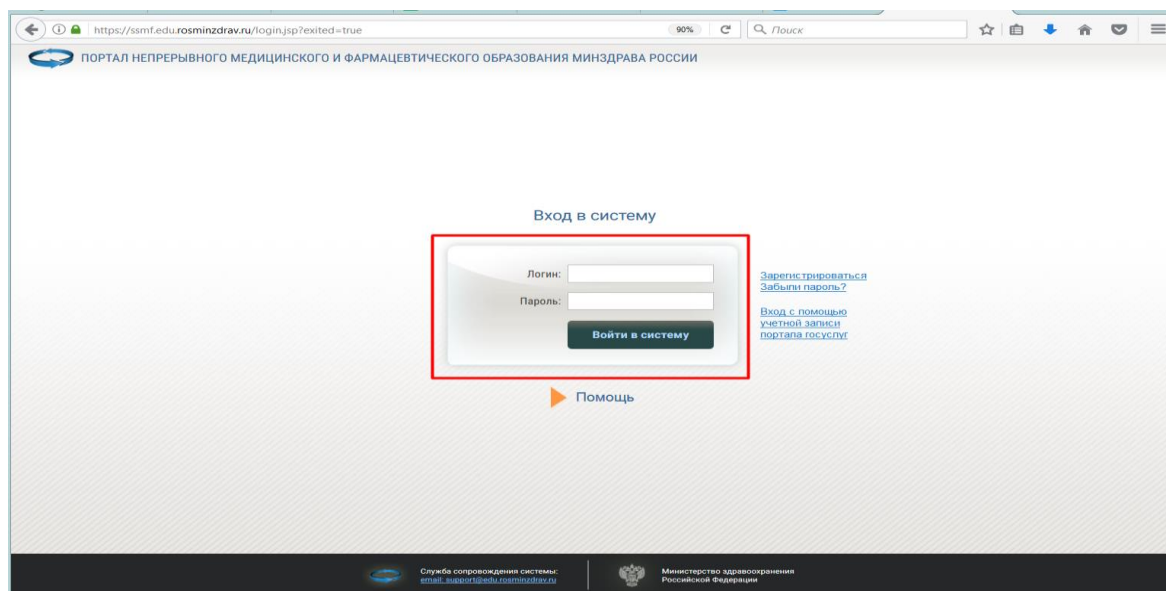 https://ssmf.edu.rosminzdrav.ru/login.jsp?exited=true
90%
Поиск
ПОРТАЛ НЕПРЕРЫВНОГО МЕДИЦИНСКОГО И ФАРМАЦЕВТИЧЕСКОГО ОБРАЗОВАНИЯ МИНЗДРАВА РОССИИ
Вход в систему
Логин:
Пароль:
Войти в систему
Зарегистрироваться
Забыли пароль?
Вход с помощью
учетной записи
портала госуслуг
Помощь
Служба сопровождения системы:
email: support@edu.rosminzdrav.ru
Министерство здравоохранения
Российской Федерации